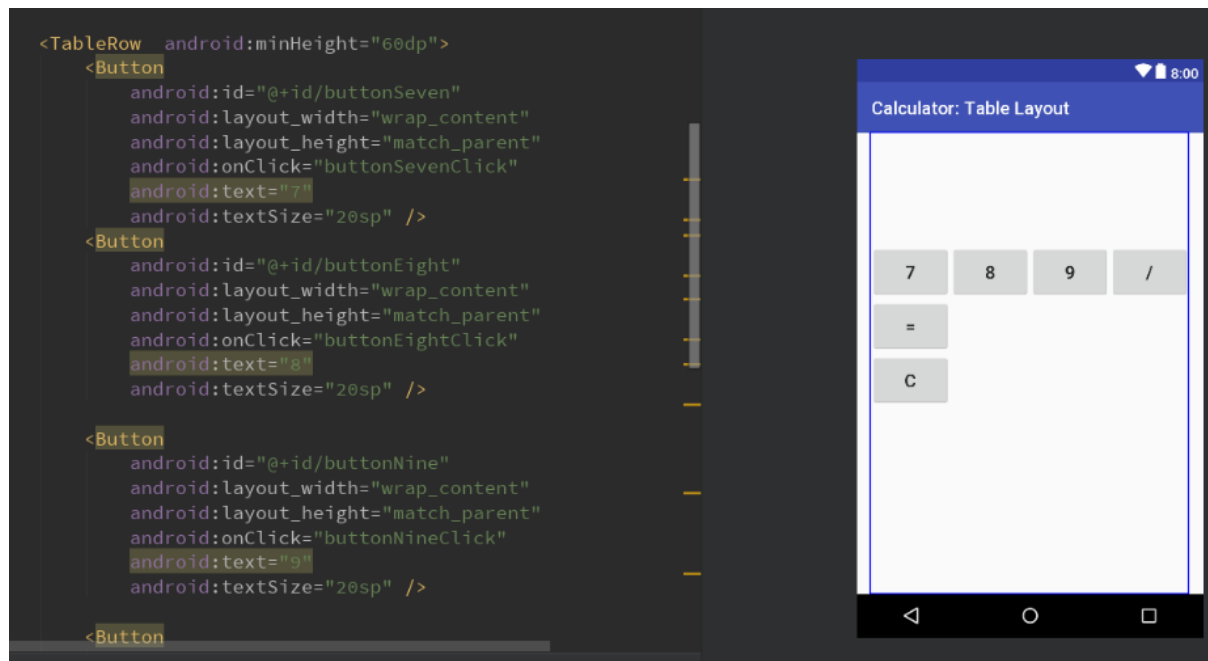 <TableRow  android:minHeight="60dp">
<Button
android:id="@+id/buttonSeven"
android:layout_width="wrap_content"
android:layout_height="match_parent"
android:onClick="buttonSevenClick"
android:text="7"
android:textSize="20sp" />
<Button
android:id="@+id/buttonEight"
android:layout_width="wrap_content"
android:layout_height="match_parent"
android:onClick="buttonEightClick"
android:text="8"
android:textSize="20sp" />
<Button
android:id="@+id/buttonNine"
android:layout_width="wrap_content"
android:layout_height="match_parent"
android:onClick="buttonNineClick"
android:text="9"
android:textSize="20sp" />
<Button
8:00
Calculator: Table Layout
7 8 9 /
=
C